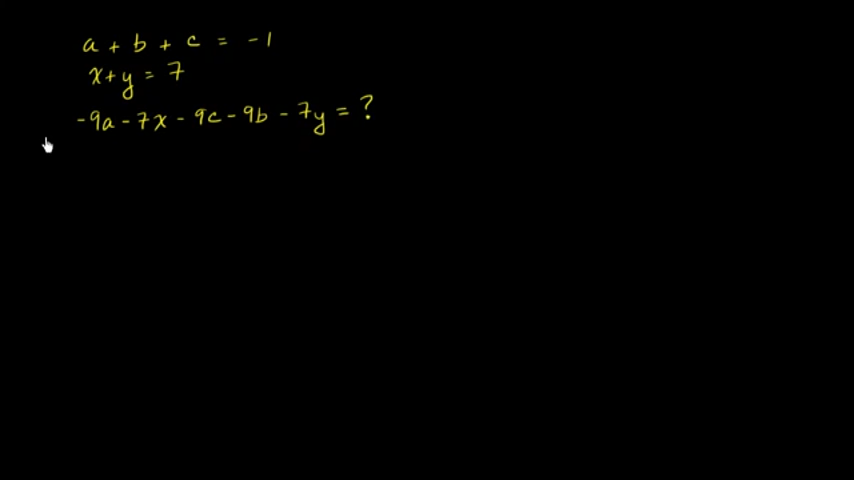 a + b + c = -1
x+y = 7
-9a - 7x - 9c - 9b - 7y = ?